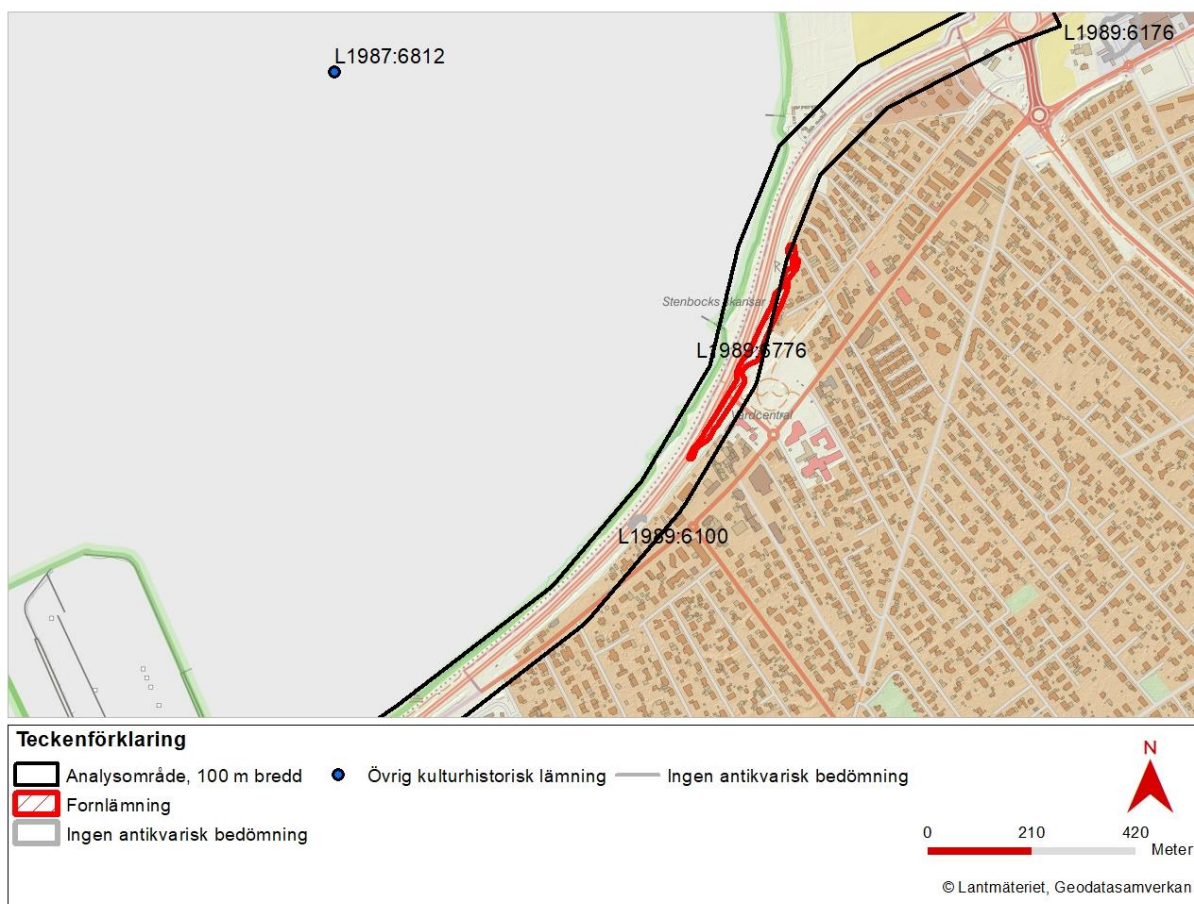 L1987:6812
L1989:6176
Stenbocks skansar
L1989:6776
Vårdcentral
L1989:6100
Teckenförklaring
Analysområde, 100 m bredd
Övrig kulturhistorisk lämning
Ingen antikvarisk bedömning
Fornlämning
Ingen antikvarisk bedömning
N
0 210 420
Meter
© Lantmäteriet, Geodatasamverkan